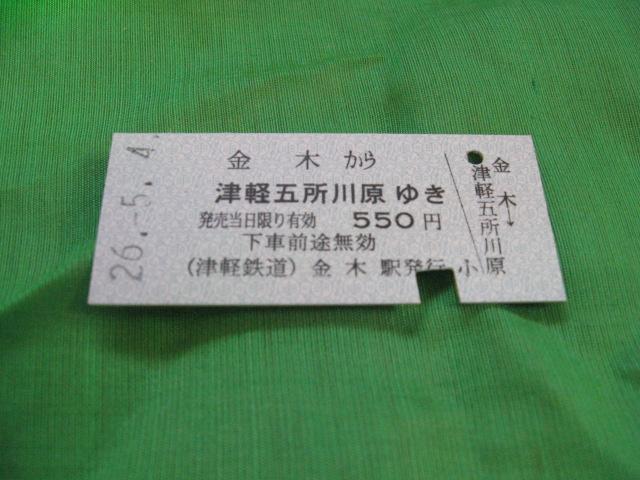 26.-5.-4.
金木から
津軽五所川原ゆき
発売当日限り有効 550円
下車前途無効
(津軽鉄道) 金木駅発行
金木→
津軽五所川原
小